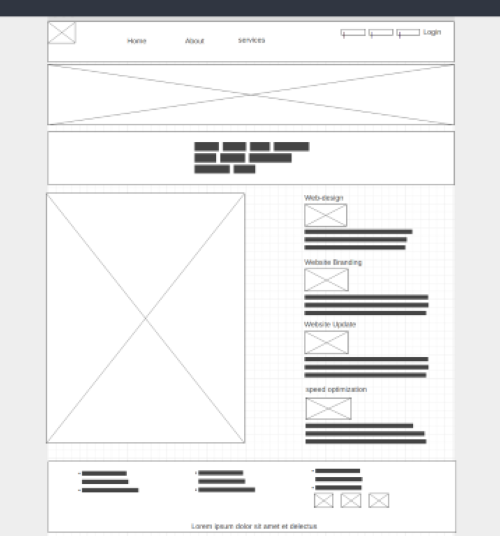 Home
About
services
Login
Web-design
Website Branding
Website Update
speed optimization
Lorem ipsum dolor sit amet et delectus